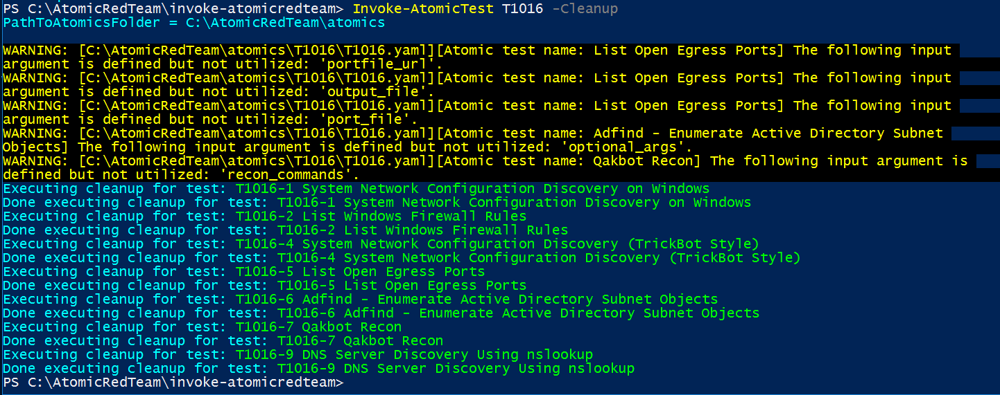 PS C:\AtomicRedTeam\invoke-atomicredteam> Invoke-AtomicTest T1016 -Cleanup
PathToAtomicsFolder = C:\AtomicRedTeam\atomics
WARNING: [C:\AtomicRedTeam\atomics\T1016\T1016.yaml][Atomic test name: List Open Egress Ports] The following input
argument is defined but not utilized: 'portfile_url'.
WARNING: [C:\AtomicRedTeam\atomics\T1016\T1016.yaml][Atomic test name: List Open Egress Ports] The following input
argument is defined but not utilized: 'output_file'.
WARNING: [C:\AtomicRedTeam\atomics\T1016\T1016.yaml][Atomic test name: List Open Egress Ports] The following input
argument is defined but not utilized: 'port_file'.
WARNING: [C:\AtomicRedTeam\atomics\T1016\T1016.yaml][Atomic test name: Adfind - Enumerate Active Directory Subnet
Objects] The following input argument is defined but not utilized: 'optional_args'.
WARNING: [C:\AtomicRedTeam\atomics\T1016\T1016.yaml][Atomic test name: Qakbot Recon] The following input argument is
defined but not utilized: 'recon_commands'.
Executing cleanup for test: T1016-1 System Network Configuration Discovery on Windows
Done executing cleanup for test: T1016-1 System Network Configuration Discovery on Windows
Executing cleanup for test: T1016-2 List Windows Firewall Rules
Done executing cleanup for test: T1016-2 List Windows Firewall Rules
Executing cleanup for test: T1016-4 System Network Configuration Discovery (TrickBot Style)
Done executing cleanup for test: T1016-4 System Network Configuration Discovery (TrickBot Style)
Executing cleanup for test: T1016-5 List Open Egress Ports
Done executing cleanup for test: T1016-5 List Open Egress Ports
Executing cleanup for test: T1016-6 Adfind - Enumerate Active Directory Subnet Objects
Done executing cleanup for test: T1016-6 Adfind - Enumerate Active Directory Subnet Objects
Executing cleanup for test: T1016-7 Qakbot Recon
Done executing cleanup for test: T1016-7 Qakbot Recon
Executing cleanup for test: T1016-9 DNS Server Discovery Using nslookup
Done executing cleanup for test: T1016-9 DNS Server Discovery Using nslookup
PS C:\AtomicRedTeam\invoke-atomicredteam>